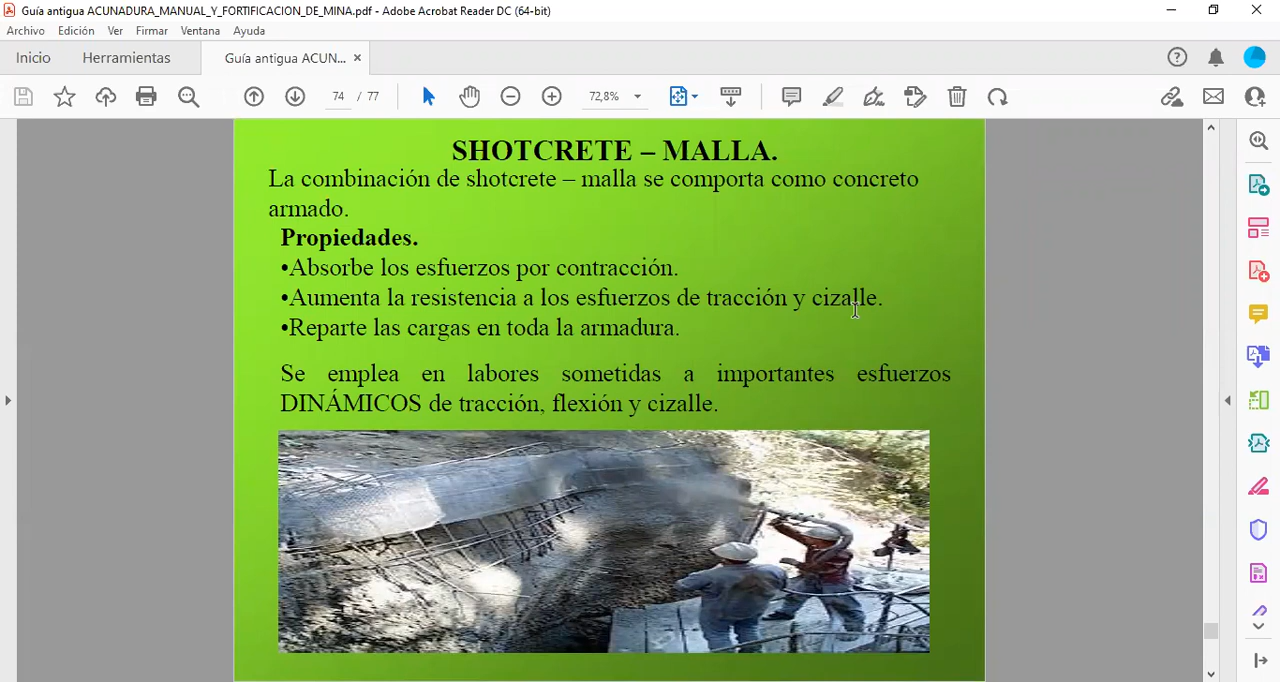 Guía antigua ACUNADURA_MANUAL_Y_FORTIFICACION_DE_MINA.pdf - Adobe Acrobat Reader DC (64-bit)
Archivo Edición Ver Firmar Ventana Ayuda
Inicio Herramientas Guía antigua ACUN... ×
74 / 77 72,8%
SHOTCRETE – MALLA.
La combinación de shotcrete – malla se comporta como concreto
armado.
Propiedades.
•Absorbe los esfuerzos por contracción.
•Aumenta la resistencia a los esfuerzos de tracción y cizalle.
•Reparte las cargas en toda la armadura.
Se emplea en labores sometidas a importantes esfuerzos
DINÁMICOS de tracción, flexión y cizalle.